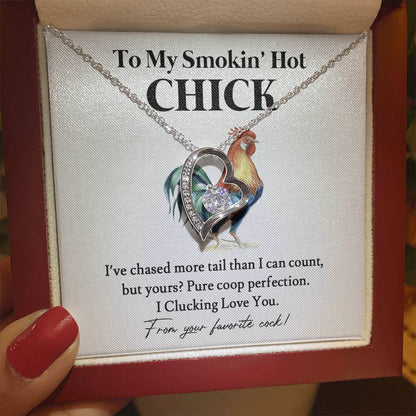 To My Smokin' Hot
CHICK
I've chased more tail than I can count,
but yours? Pure coop perfection.
I Clucking Love You.
From your favorite cock!